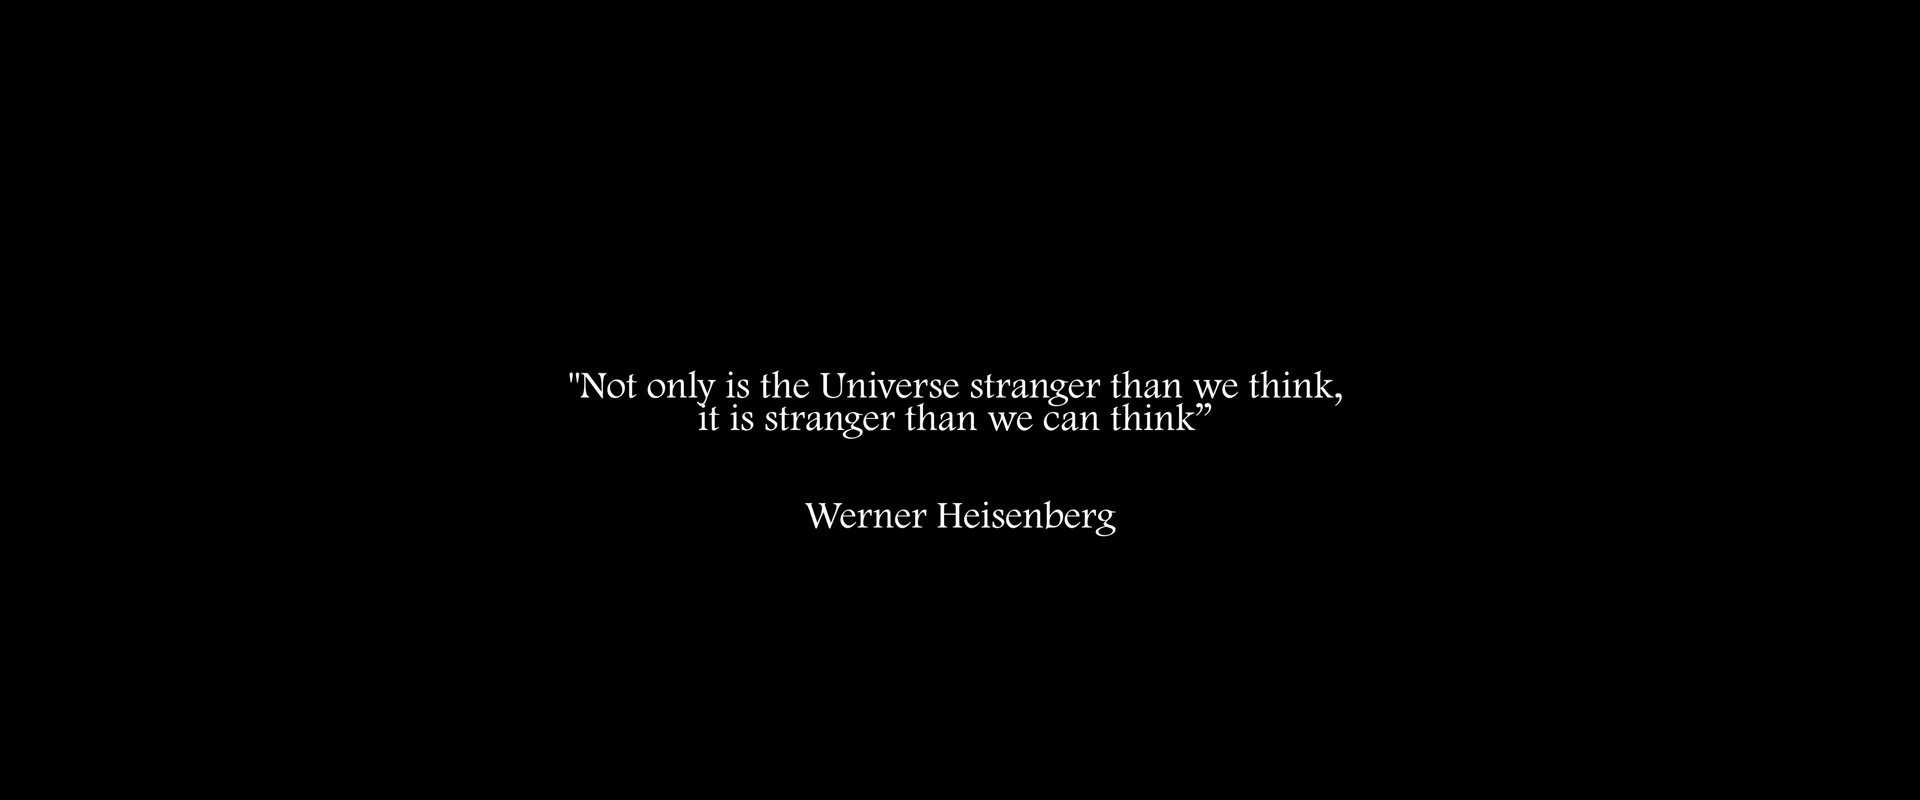 "Not only is the Universe stranger than we think,
it is stranger than we can think”
Werner Heisenberg